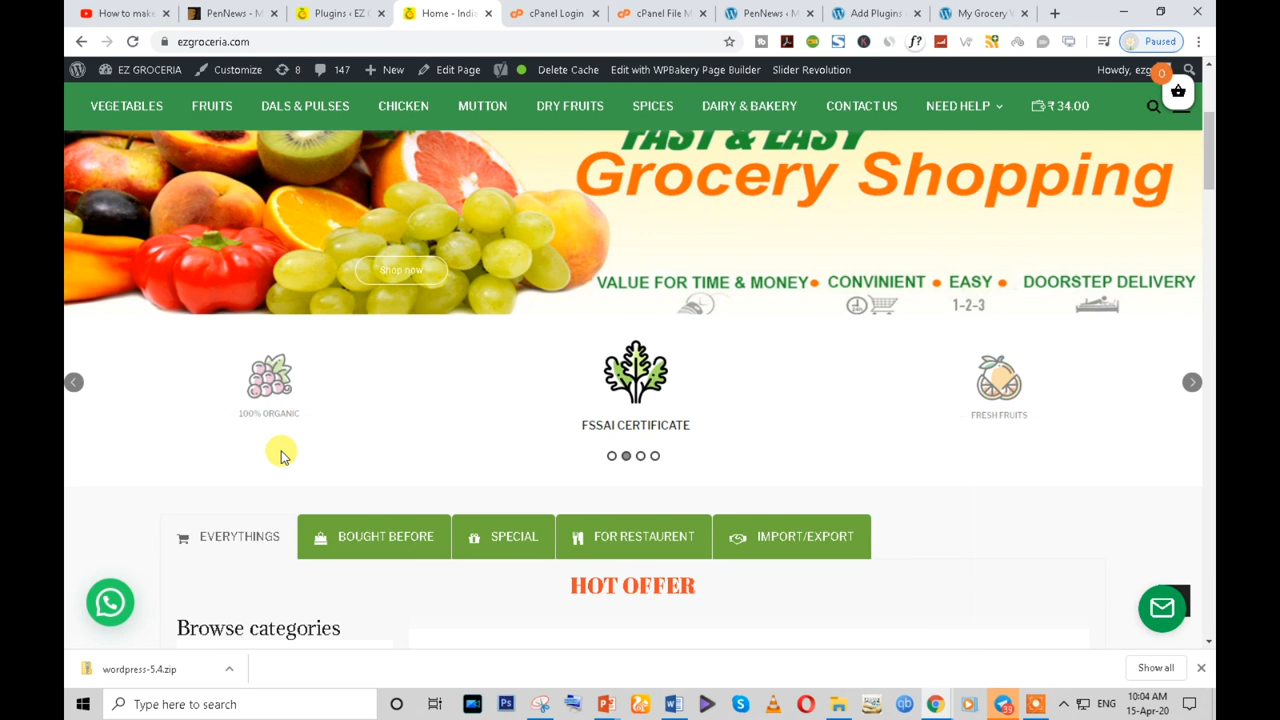 How to make
PenNews - M
Plugins ‹ EZ G
Home - India
cPanel Login
cPanel File M
PenNews - M
Add Plugins ‹
My Grocery W
ezgroceria.com
Paused
EZ GROCERIA
Customize
8
147
New
Edit Page
Delete Cache
Edit with WPBakery Page Builder
Slider Revolution
Howdy, ezg
0
VEGETABLES
FRUITS
DALS & PULSES
CHICKEN
MUTTON
DRY FRUITS
SPICES
DAIRY & BAKERY
CONTACT US
NEED HELP
₹ 34.00
FAST & EASY
Grocery Shopping
Shop now
VALUE FOR TIME & MONEY
CONVINIENT
EASY
DOORSTEP DELIVERY
1-2-3
100% ORGANIC
FSSAI CERTIFICATE
FRESH FRUITS
EVERYTHINGS
BOUGHT BEFORE
SPECIAL
FOR RESTAURENT
IMPORT/EXPORT
HOT OFFER
Browse categories
wordpress-5.4.zip
Show all
Type here to search
39
ENG
10:04 AM
15-Apr-20